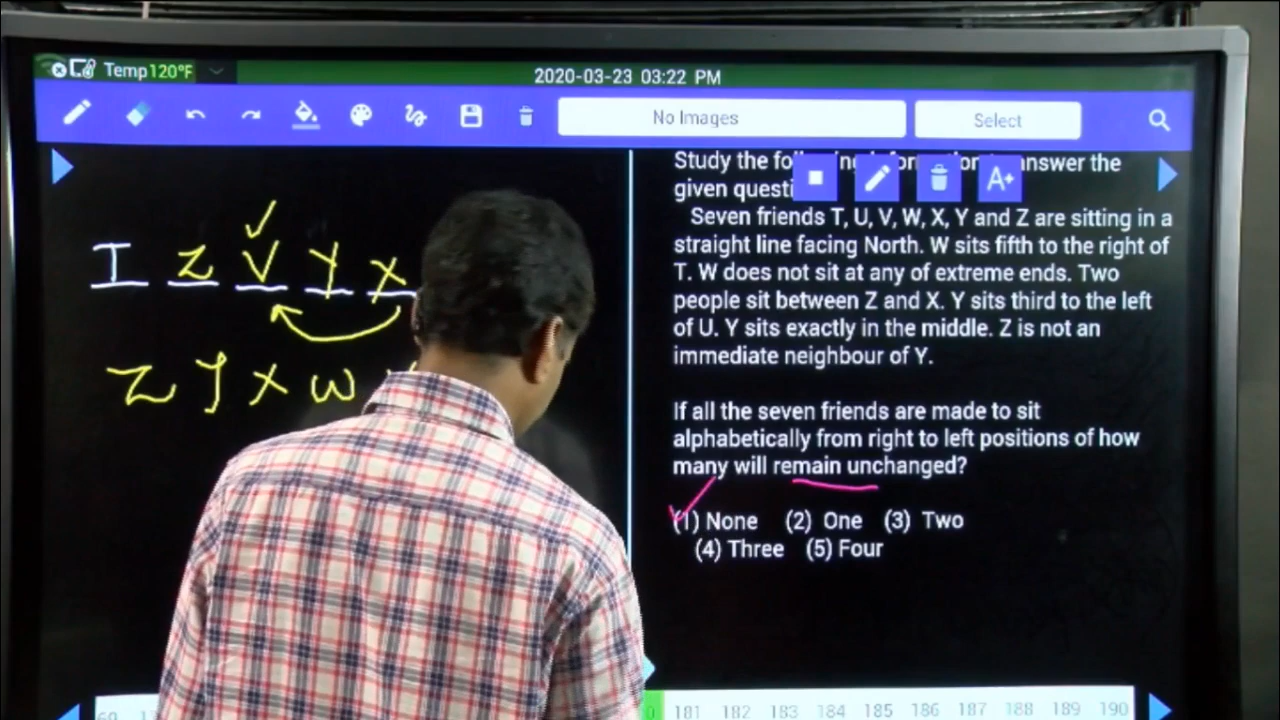 Temp 120°F
2020-03-23 03:22 PM
No Images
Select
A+
T Z V Y X
Z Y X W
Study the answer the
given
Seven friends T, U, V, W, X, Y and Z are sitting in a
straight line facing North. W sits fifth to the right of
T. W does not sit at any of extreme ends. Two
people sit between Z and X. Y sits third to the left
of U. Y sits exactly in the middle. Z is not an
immediate neighbour of Y.
If all the seven friends are made to sit
alphabetically from right to left positions of how
many will remain unchanged?
(1) None (2) One (3) Two
(4) Three (5) Four
181 182 183 184 185 186 187 188 189 190